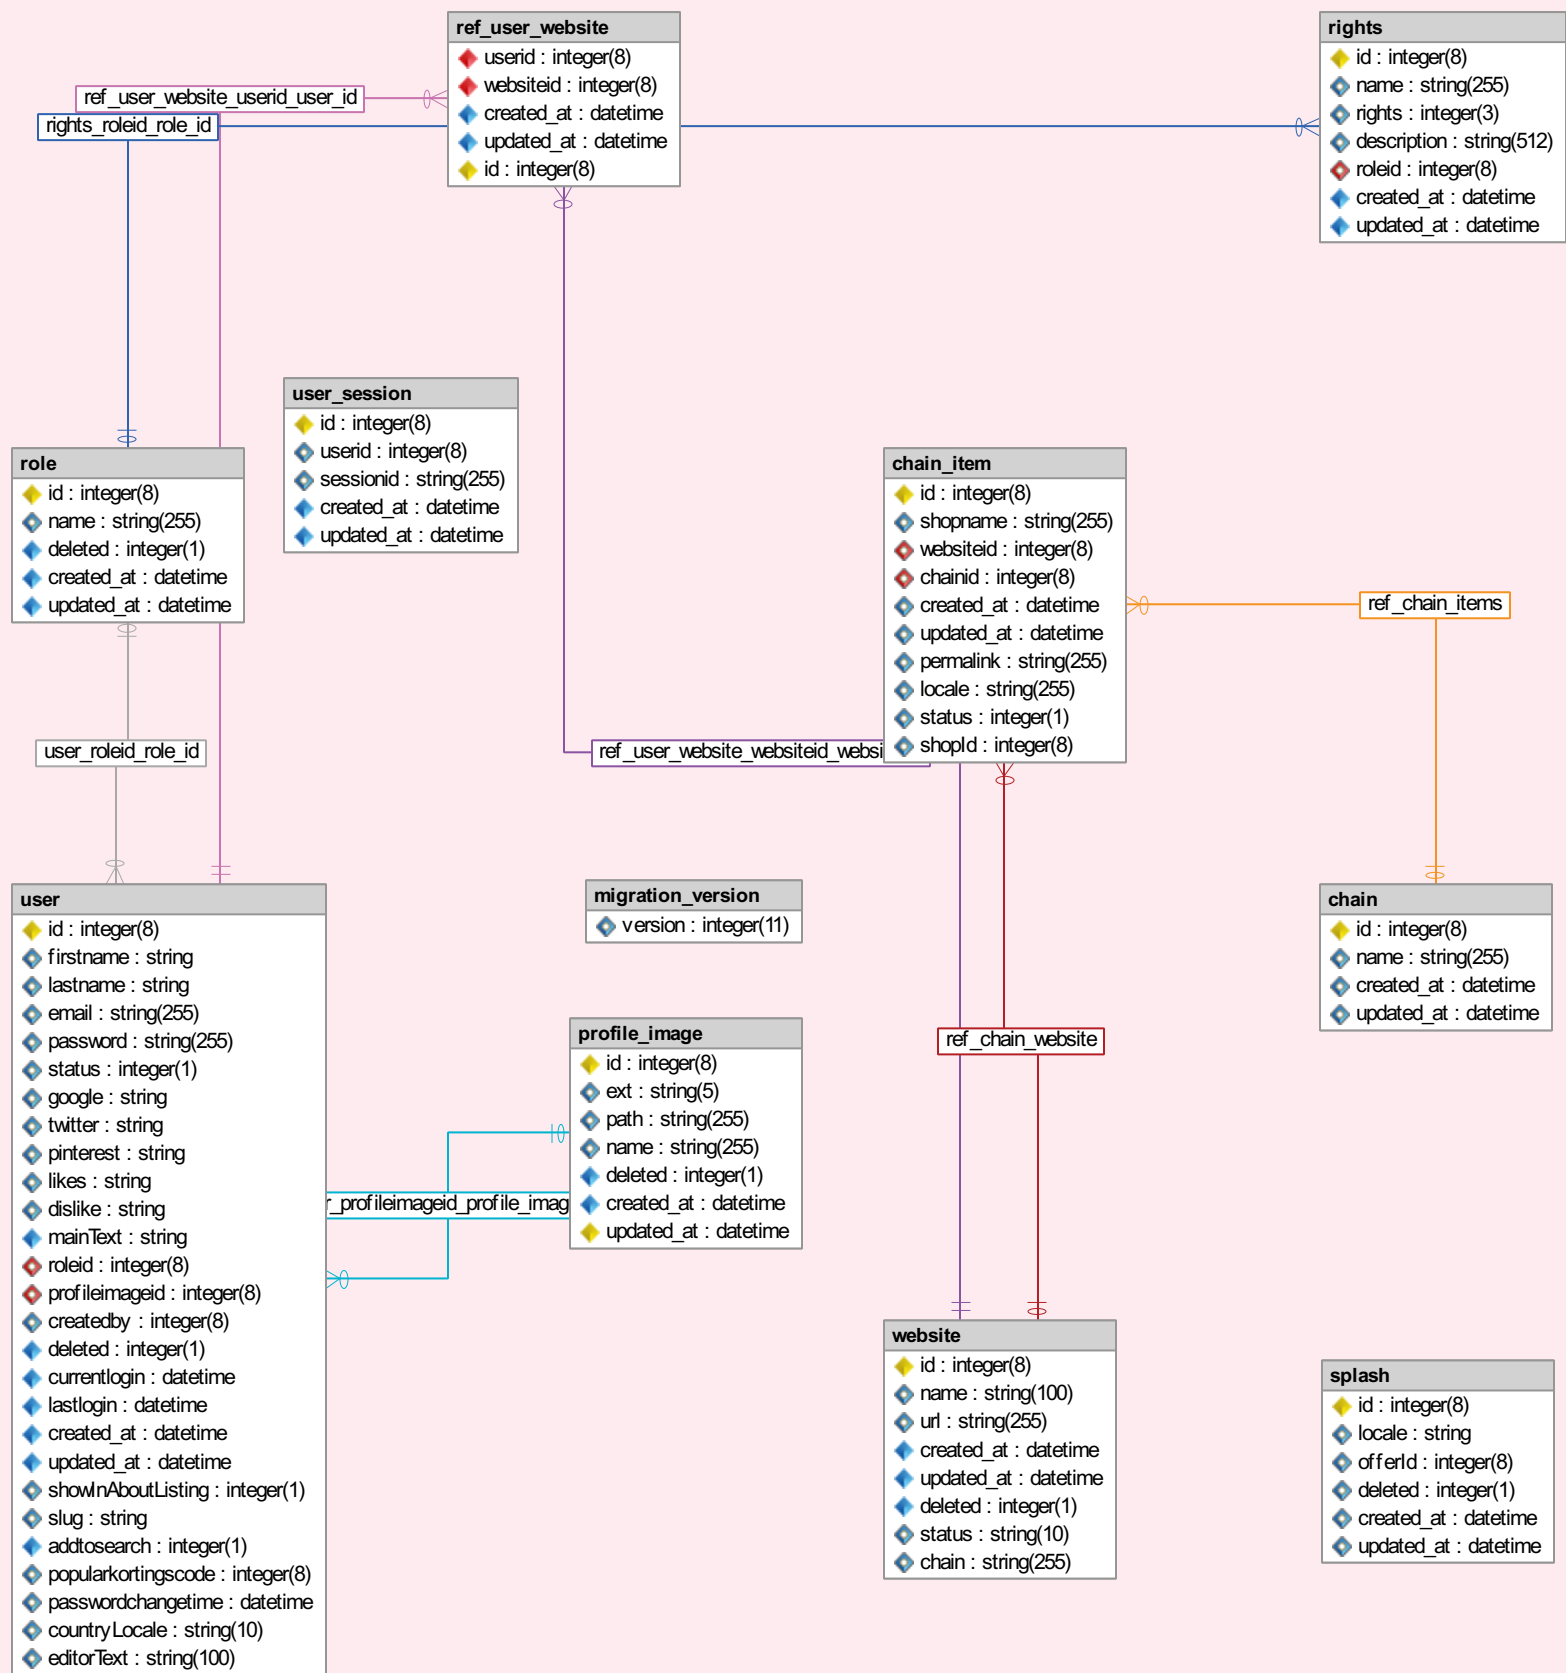 ref_user_website
userid : integer(8)
websiteid : integer(8)
created_at : datetime
updated_at : datetime
id : integer(8)
rights
id : integer(8)
name : string(255)
rights : integer(3)
description : string(512)
roleid : integer(8)
created_at : datetime
updated_at : datetime
ref_user_website_userid_user_id
rights_roleid_role_id
user_session
id : integer(8)
userid : integer(8)
sessionid : string(255)
created_at : datetime
updated_at : datetime
role
id : integer(8)
name : string(255)
deleted : integer(1)
created_at : datetime
updated_at : datetime
chain_item
id : integer(8)
shopname : string(255)
websiteid : integer(8)
chainid : integer(8)
created_at : datetime
updated_at : datetime
permalink : string(255)
locale : string(255)
status : integer(1)
shopId : integer(8)
ref_chain_items
user_roleid_role_id
ref_user_website_websiteid_websi
user
id : integer(8)
firstname : string
lastname : string
email : string(255)
password : string(255)
status : integer(1)
google : string
twitter : string
pinterest : string
likes : string
dislike : string
mainText : string
roleid : integer(8)
profileimageid : integer(8)
createdby : integer(8)
deleted : integer(1)
currentlogin : datetime
lastlogin : datetime
created_at : datetime
updated_at : datetime
showInAboutListing : integer(1)
slug : string
addtosearch : integer(1)
popularkortingscode : integer(8)
passwordchangetime : datetime
countryLocale : string(10)
editorText : string(100)
migration_version
version : integer(11)
chain
id : integer(8)
name : string(255)
created_at : datetime
updated_at : datetime
profile_image
id : integer(8)
ext : string(5)
path : string(255)
name : string(255)
deleted : integer(1)
created_at : datetime
updated_at : datetime
r_profileimageid_profile_imag
ref_chain_website
website
id : integer(8)
name : string(100)
url : string(255)
created_at : datetime
updated_at : datetime
deleted : integer(1)
status : string(10)
chain : string(255)
splash
id : integer(8)
locale : string
offerId : integer(8)
deleted : integer(1)
created_at : datetime
updated_at : datetime